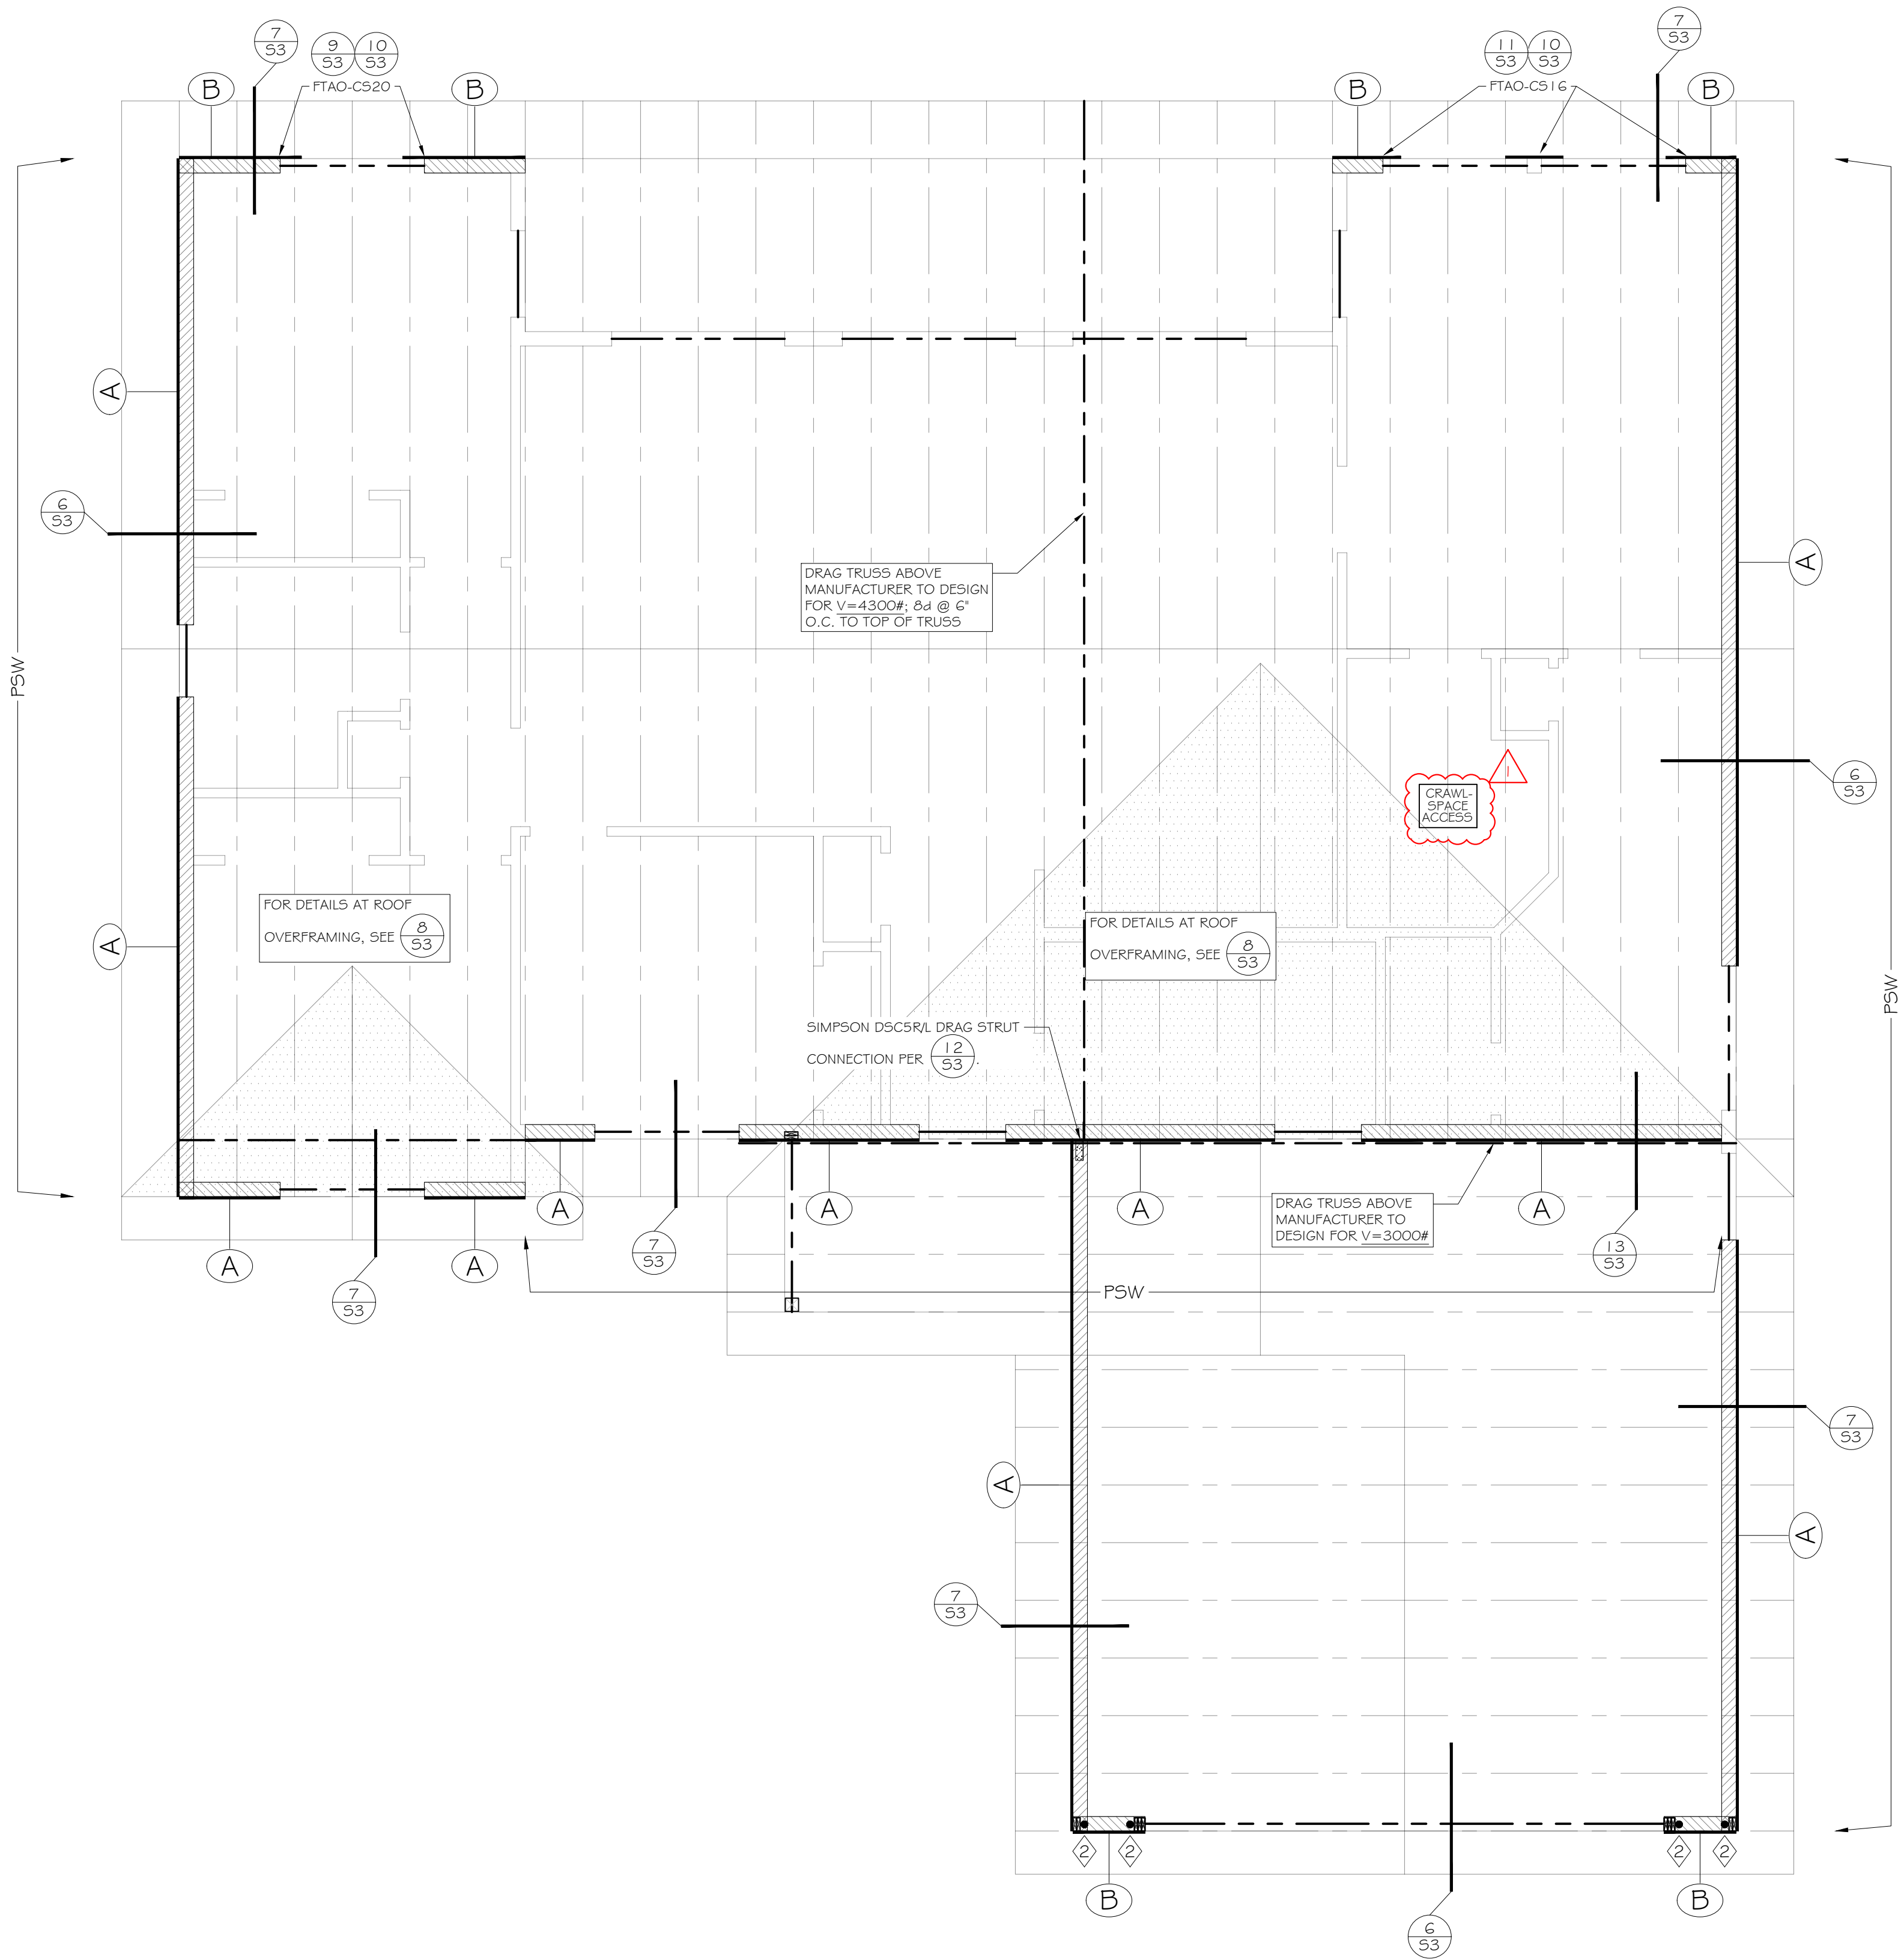 7
S3
9
S3
10
S3
FTAO-CS20
B
B
11
S3
10
S3
FTAO-CS16
7
S3
B
B
PSW
A
6
S3
DRAG TRUSS ABOVE
MANUFACTURER TO DESIGN
FOR V=4300#; 8d @ 6"
O.C. TO TOP OF TRUSS
A
CRAWL-
SPACE
ACCESS
1
6
S3
A
FOR DETAILS AT ROOF
OVERFRAMING, SEE 8
S3
FOR DETAILS AT ROOF
OVERFRAMING, SEE 8
S3
SIMPSON DSC5R/L DRAG STRUT
CONNECTION PER 12
S3 .
PSW
A
A
A
A
A
A
DRAG TRUSS ABOVE
MANUFACTURER TO
DESIGN FOR V=3000#
7
S3
7
S3
13
S3
PSW
7
S3
A
A
7
S3
2
2
2
2
B
B
6
S3